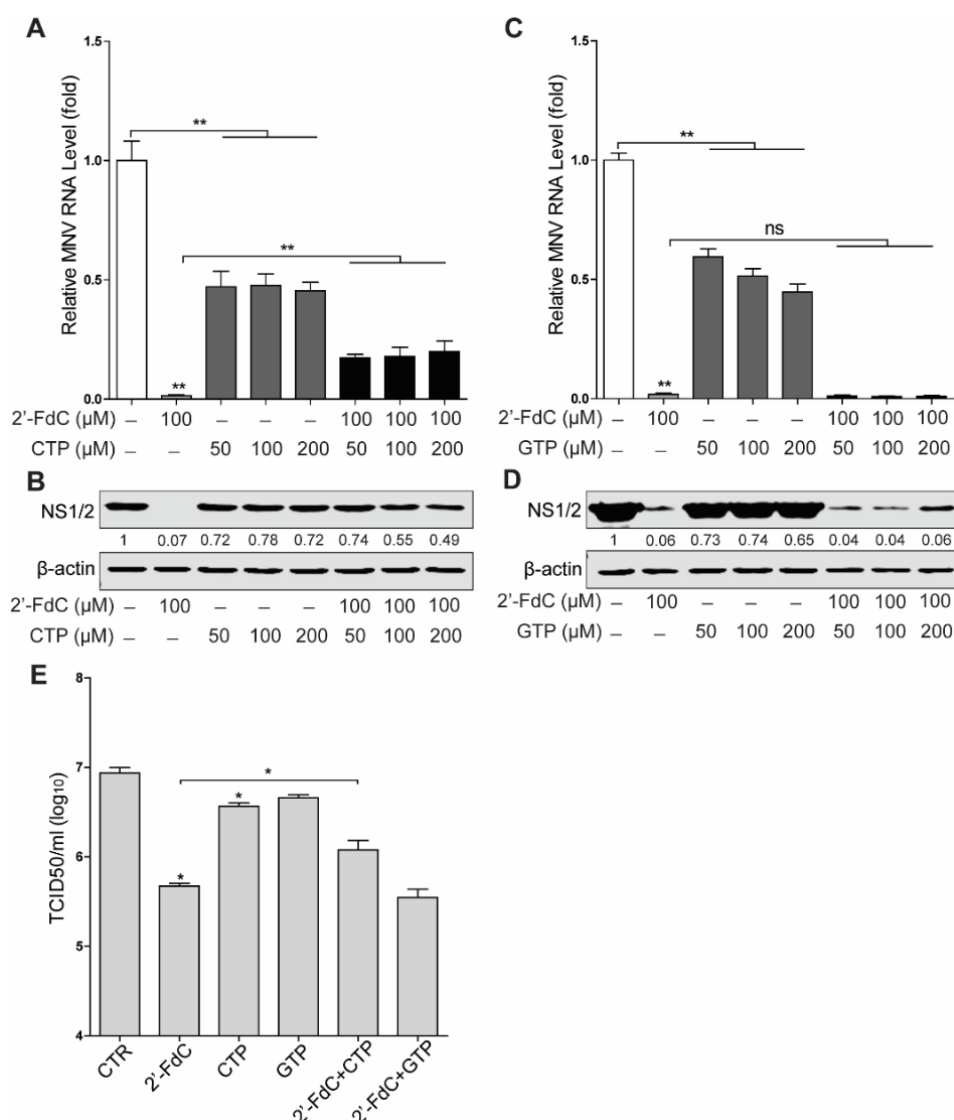 A
Relative MNV RNA Level (fold)
1.5
1.0
0.5
0.0
**
**
**
2'-FdC (µM) – 100 – – – 100 100 100
CTP (µM) – – 50 100 200 50 100 200
C
Relative MNV RNA Level (fold)
1.5
1.0
0.5
0.0
**
ns
**
2'-FdC (µM) – 100 – – – 100 100 100
GTP (µM) – – 50 100 200 50 100 200
B
NS1/2
1 0.07 0.72 0.78 0.72 0.74 0.55 0.49
β-actin
2'-FdC (µM) – 100 – – – 100 100 100
CTP (µM) – – 50 100 200 50 100 200
D
NS1/2
1 0.06 0.73 0.74 0.65 0.04 0.04 0.06
β-actin
2'-FdC (µM) – 100 – – – 100 100 100
GTP (µM) – – 50 100 200 50 100 200
E
TCID50/ml (log10)
8
7
6
5
4
*
*
*
CTR
2'-FdC
CTP
GTP
2'-FdC+CTP
2'-FdC+GTP